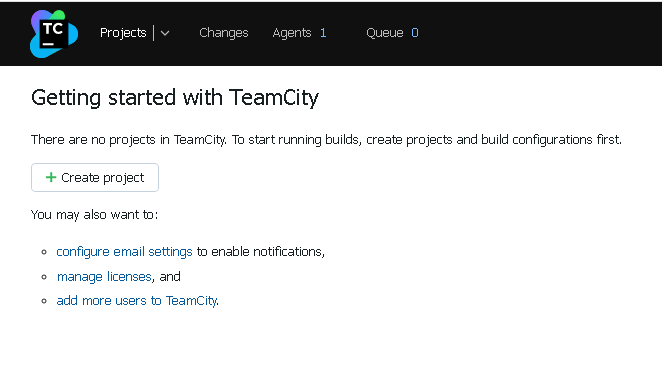 TC
Projects Changes Agents 1 Queue 0
Getting started with TeamCity
There are no projects in TeamCity. To start running builds, create projects and build configurations first.
+ Create project
You may also want to:
configure email settings to enable notifications,
manage licenses, and
add more users to TeamCity.